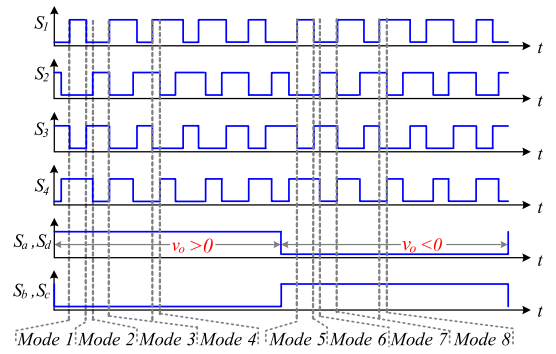 S1
t
S2
t
S3
t
S4
t
Sa ,Sd
vo >0
vo <0
t
Sb ,Sc
t
Mode 1
Mode 2
Mode 3
Mode 4
Mode 5
Mode 6
Mode 7
Mode 8